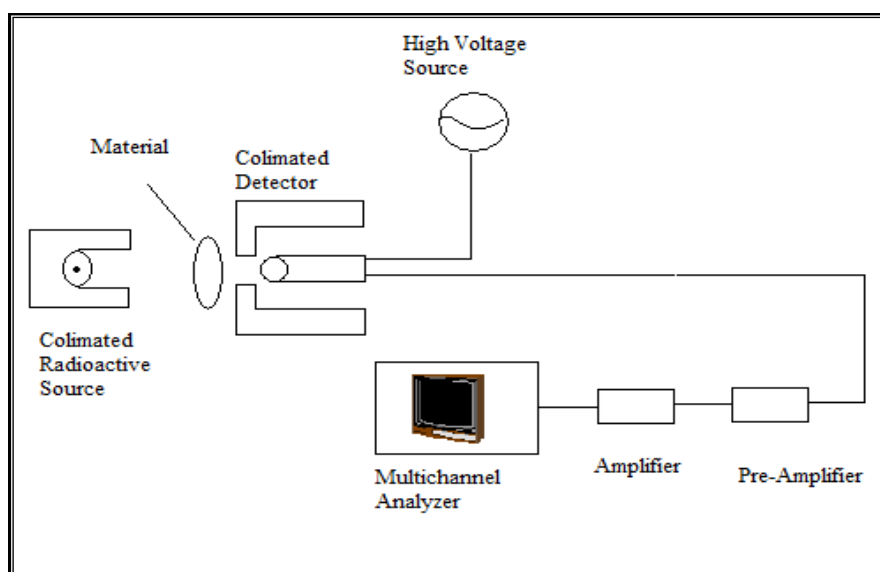 High Voltage
Source
Material
Colimated
Detector
Colimated
Radioactive
Source
Multichannel
Analyzer
Amplifier
Pre-Amplifier